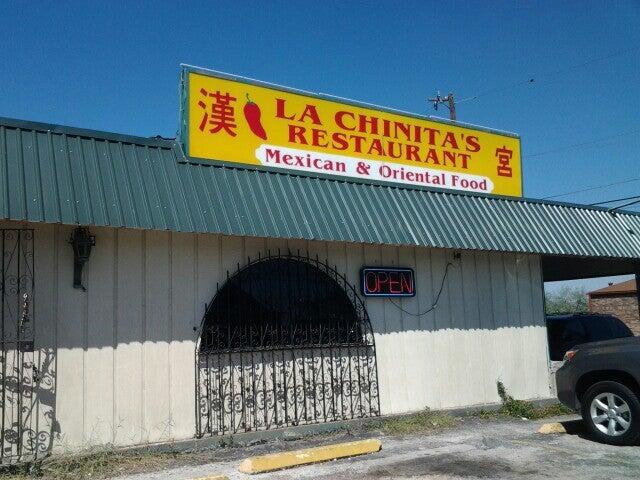 漢 LA CHINITA'S
RESTAURANT 宮
Mexican & Oriental Food
OPEN